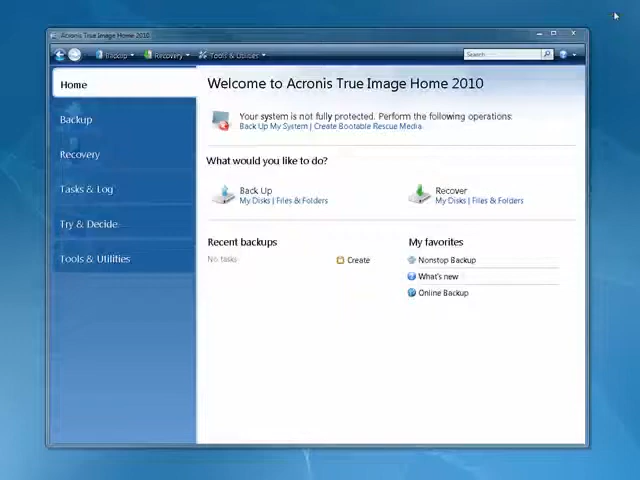 Acronis True Image Home 2010
Backup Recovery Tools & Utilities Search
Home
Backup
Recovery
Tasks & Log
Try & Decide
Tools & Utilities
Welcome to Acronis True Image Home 2010
Your system is not fully protected. Perform the following operations:
Back Up My System | Create Bootable Rescue Media
What would you like to do?
Back Up
My Disks | Files & Folders
Recover
My Disks | Files & Folders
Recent backups
No tasks
Create
My favorites
Nonstop Backup
What's new
Online Backup